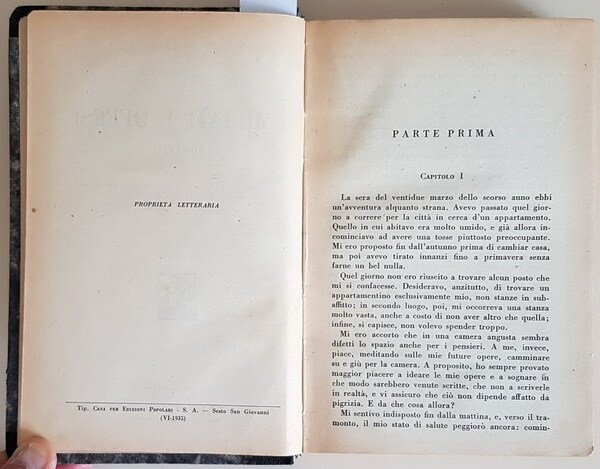 PROPRIETÀ LETTERARIA
Tip. Casa per Edizioni Popolari - S. A. — Sesto San Giovanni
(VI-1935)
PARTE PRIMA
Capitolo I
La sera del ventidue marzo dello scorso anno ebbi
un'avventura alquanto strana. Avevo passato quel gior-
no a correre per la città in cerca d'un appartamento.
Quello in cui abitavo era molto umido, e già allora in-
cominciavo ad avere una tosse piuttosto preoccupante.
Mi ero proposto fin dall'autunno prima di cambiar casa,
ma poi avevo tirato innanzi fino a primavera senza
farne un bel nulla.
Quel giorno non ero riuscito a trovare alcun posto che
mi si confacesse. Desideravo, anzitutto, di trovare un
appartamentino esclusivamente mio, non stanze in sub-
affitto; in secondo luogo, poi, mi occorreva una stanza
molto vasta, anche a costo di non aver altro che quella;
infine, si capisce, non volevo spender troppo.
Mi ero accorto che in una camera angusta sembra
difetti lo spazio anche per i pensieri. A me, invece,
piace, meditando sulle mie future opere, camminar
su e giù per la camera. A proposito, ho sempre provato
maggior piacere a ideare le mie opere e a sognare in
che modo sarebbero venute scritte, che non a scriverle
in realtà, e vi assicuro che ciò non dipende affatto da
pigrizia. E da che cosa allora?
Mi sentivo indisposto fin dalla mattina, e, verso il tra-
monto, il mio stato di salute peggiorò ancora: comin-